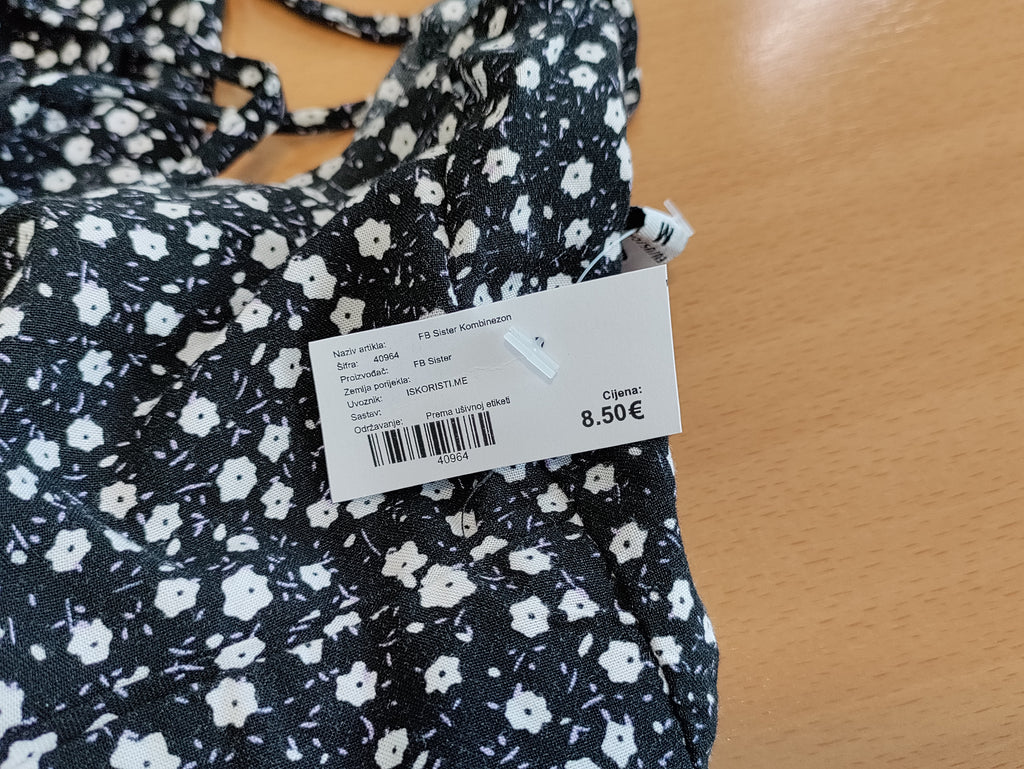 M
Naziv artikla: FB Sister Kombinezon
Šifra: 40964
Proizvođač: FB Sister
Zemlja porijekla:
Uvoznik: ISKORISTI.ME
Sastav:
Održavanje: Prema ušivnoj etiketi
40964
Cijena:
8.50€